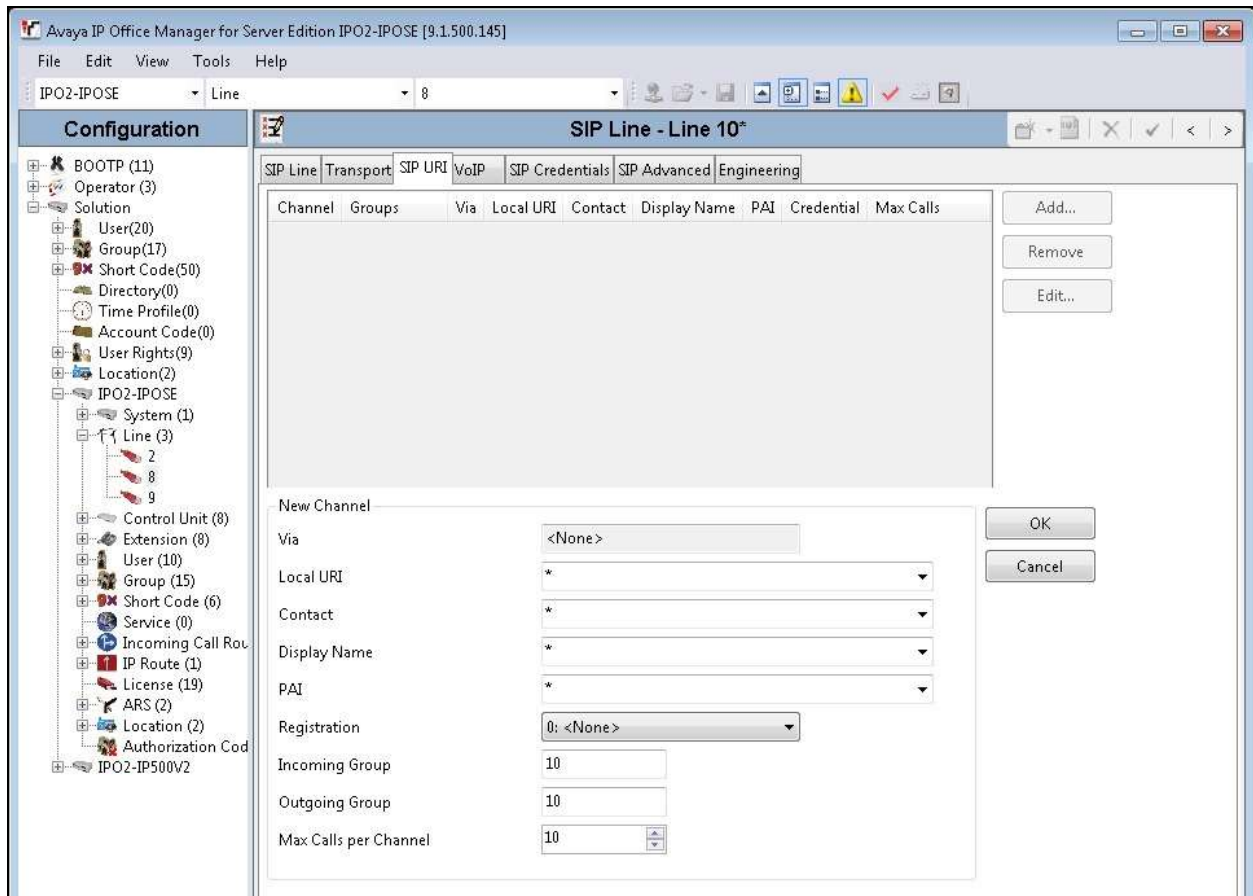 Avaya IP Office Manager for Server Edition IPO2-IPOSE [9.1.500.145]
File Edit View Tools Help
IPO2-IPOSE Line 8
Configuration
BOOTP (11)
Operator (3)
Solution
User(20)
Group(17)
Short Code(50)
Directory(0)
Time Profile(0)
Account Code(0)
User Rights(9)
Location(2)
IPO2-IPOSE
System (1)
Line (3)
2
8
9
Control Unit (8)
Extension (8)
User (10)
Group (15)
Short Code (6)
Service (0)
Incoming Call Rou
IP Route (1)
License (19)
ARS (2)
Location (2)
Authorization Cod
IPO2-IP500V2
SIP Line - Line 10*
SIP Line Transport SIP URI VoIP SIP Credentials SIP Advanced Engineering
Channel Groups Via Local URI Contact Display Name PAI Credential Max Calls
Add...
Remove
Edit...
New Channel
Via <None>
Local URI *
Contact *
Display Name *
PAI *
Registration 0: <None>
Incoming Group 10
Outgoing Group 10
Max Calls per Channel 10
OK
Cancel